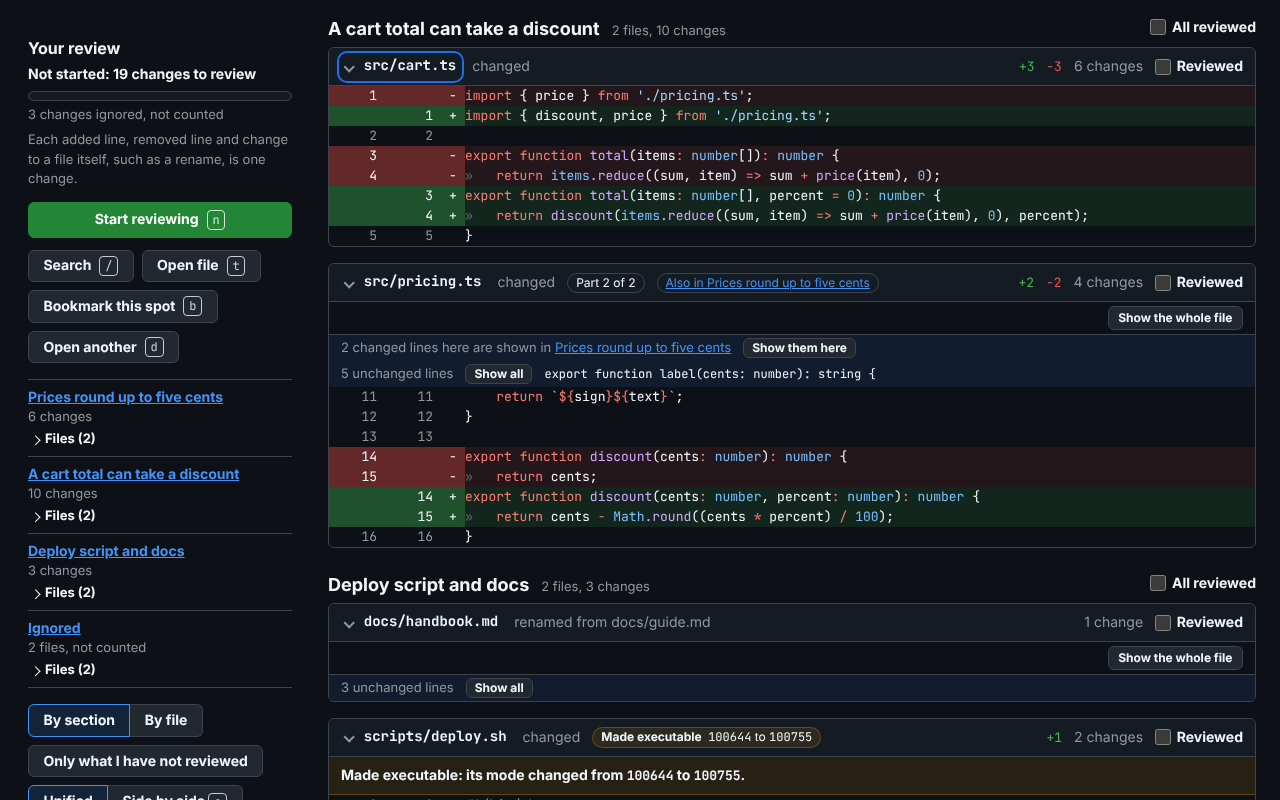 Your review
Not started: 19 changes to review
3 changes ignored, not counted
Each added line, removed line and change
to a file itself, such as a rename, is one
change.
Start reviewing n
Search / Open file t
Bookmark this spot b
Open another d
Prices round up to five cents
6 changes
Files (2)
A cart total can take a discount
10 changes
Files (2)
Deploy script and docs
3 changes
Files (2)
Ignored
2 files, not counted
Files (2)
By section By file
Only what I have not reviewed
Unified Side by side
A cart total can take a discount 2 files, 10 changes All reviewed
src/cart.ts changed +3 -3 6 changes Reviewed
1 - import { price } from './pricing.ts';
1 + import { discount, price } from './pricing.ts';
2 2
3 - export function total(items: number[]): number {
4 - » return items.reduce((sum, item) => sum + price(item), 0);
3 + export function total(items: number[], percent = 0): number {
4 + » return discount(items.reduce((sum, item) => sum + price(item), 0), percent);
5 5 }
src/pricing.ts changed Part 2 of 2 Also in Prices round up to five cents +2 -2 4 changes Reviewed
Show the whole file
2 changed lines here are shown in Prices round up to five cents Show them here
5 unchanged lines Show all export function label(cents: number): string {
11 11 return `${sign}${text}`;
12 12 }
13 13
14 - export function discount(cents: number): number {
15 - » return cents;
14 + export function discount(cents: number, percent: number): number {
15 + » return cents - Math.round((cents * percent) / 100);
16 16 }
Deploy script and docs 2 files, 3 changes All reviewed
docs/handbook.md renamed from docs/guide.md 1 change Reviewed
Show the whole file
3 unchanged lines Show all
scripts/deploy.sh changed Made executable 100644 to 100755 +1 2 changes Reviewed
Made executable: its mode changed from 100644 to 100755.